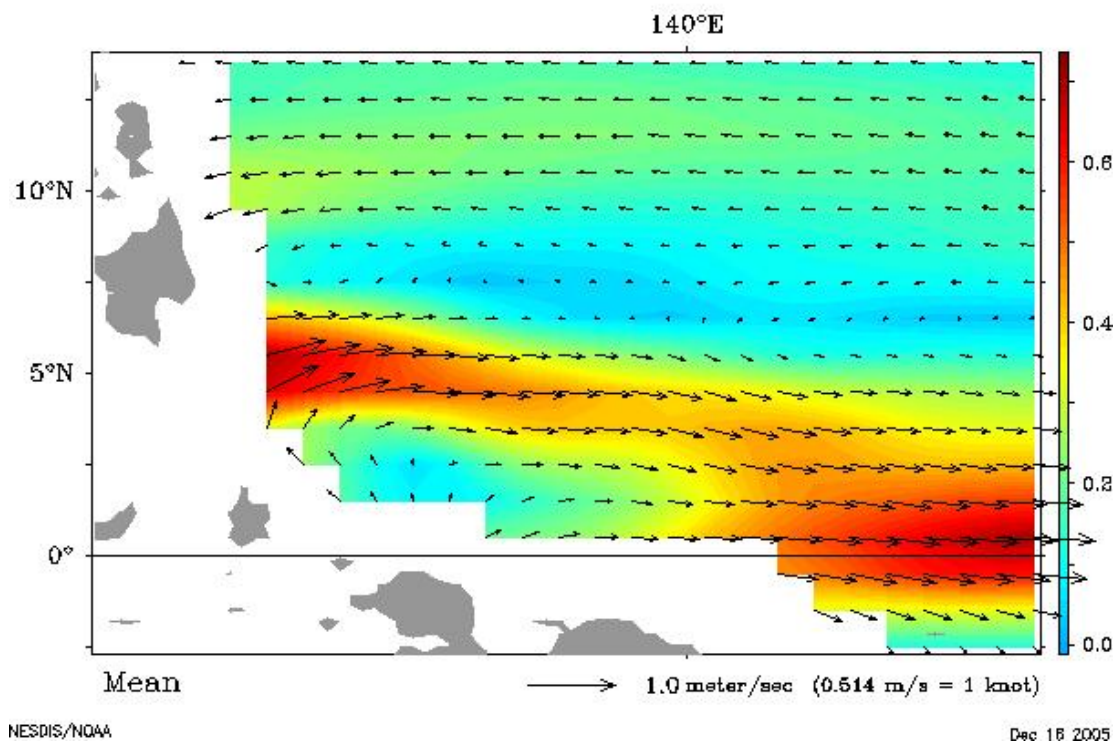 140°E
10°N
5°N
0°
0.6
0.4
0.2
0.0
Mean
1.0 meter/sec (0.514 m/s = 1 knot)
NESDIS/NOAA
Dec 16 2005